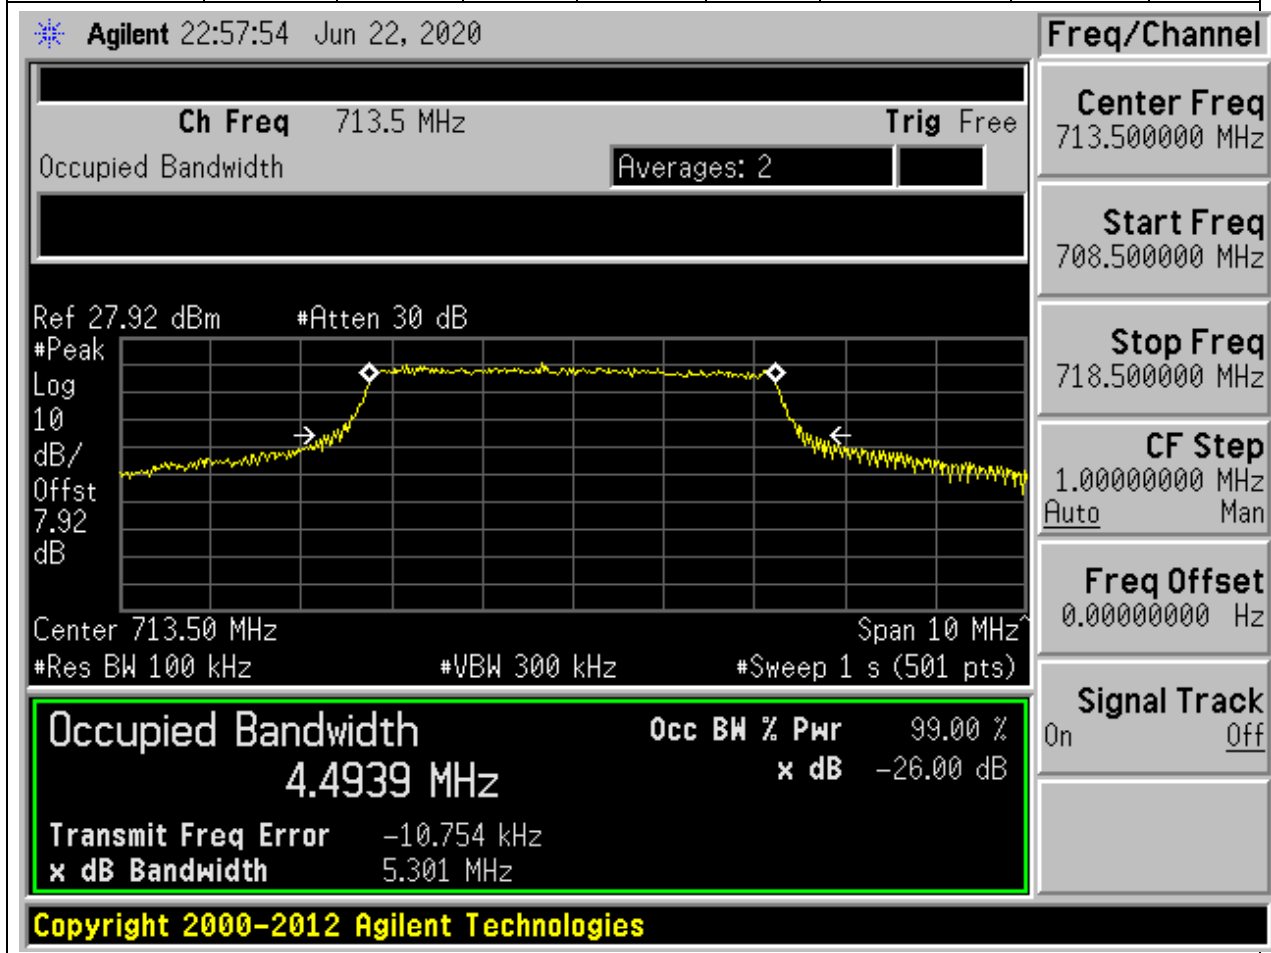 Agilent 22:57:54 Jun 22, 2020
Freq/Channel
Ch Freq 713.5 MHz Trig Free
Occupied Bandwidth Averages: 2
Center Freq
713.500000 MHz
Start Freq
708.500000 MHz
Stop Freq
718.500000 MHz
CF Step
1.00000000 MHz
Auto Man
Freq Offset
0.00000000 Hz
Signal Track
On Off
Ref 27.92 dBm #Atten 30 dB
#Peak
Log
10
dB/
Offst
7.92
dB
Center 713.50 MHz Span 10 MHz^
#Res BW 100 kHz #VBW 300 kHz #Sweep 1 s (501 pts)
Occupied Bandwidth Occ BW % Pwr 99.00 %
4.4939 MHz x dB -26.00 dB
Transmit Freq Error -10.754 kHz
x dB Bandwidth 5.301 MHz
Copyright 2000-2012 Agilent Technologies